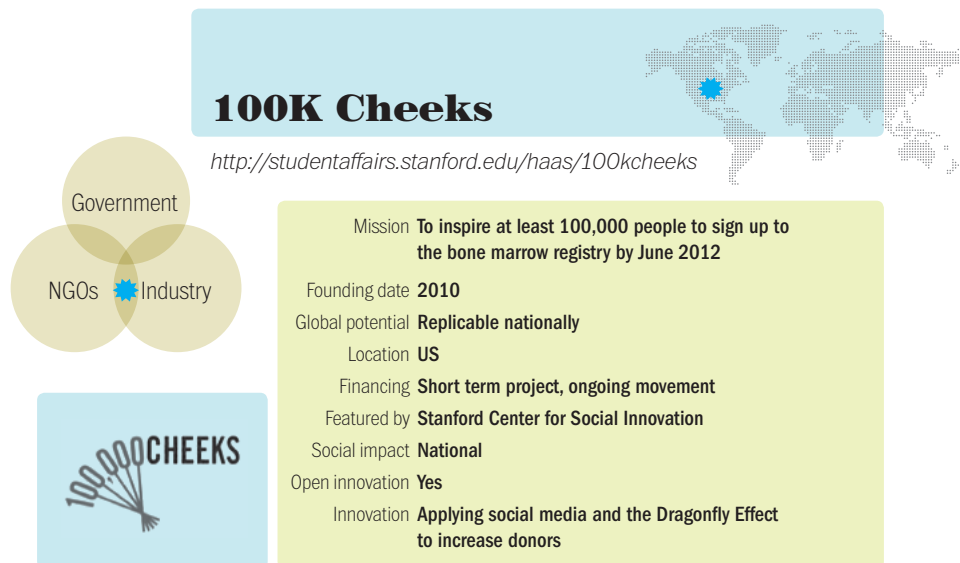 100K Cheeks
http://studentaffairs.stanford.edu/haas/100kcheeks
Government
NGOs
Industry
100,000CHEEKS
Mission To inspire at least 100,000 people to sign up to
the bone marrow registry by June 2012
Founding date 2010
Global potential Replicable nationally
Location US
Financing Short term project, ongoing movement
Featured by Stanford Center for Social Innovation
Social impact National
Open innovation Yes
Innovation Applying social media and the Dragonfly Effect
to increase donors